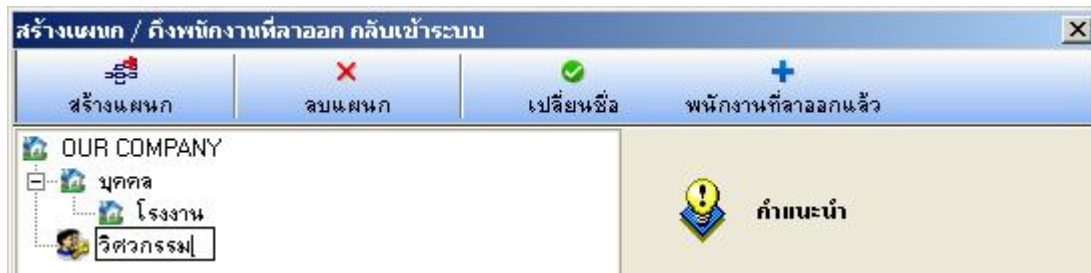 สร้างแผนก / ดึงพนักงานที่ลาออก กลับเข้าระบบ
สร้างแผนก ลบแผนก เปลี่ยนชื่อ พนักงานที่ลาออกแล้ว
OUR COMPANY
บุคคล
โรงงาน
วิศวกรรม
คำแนะนำ